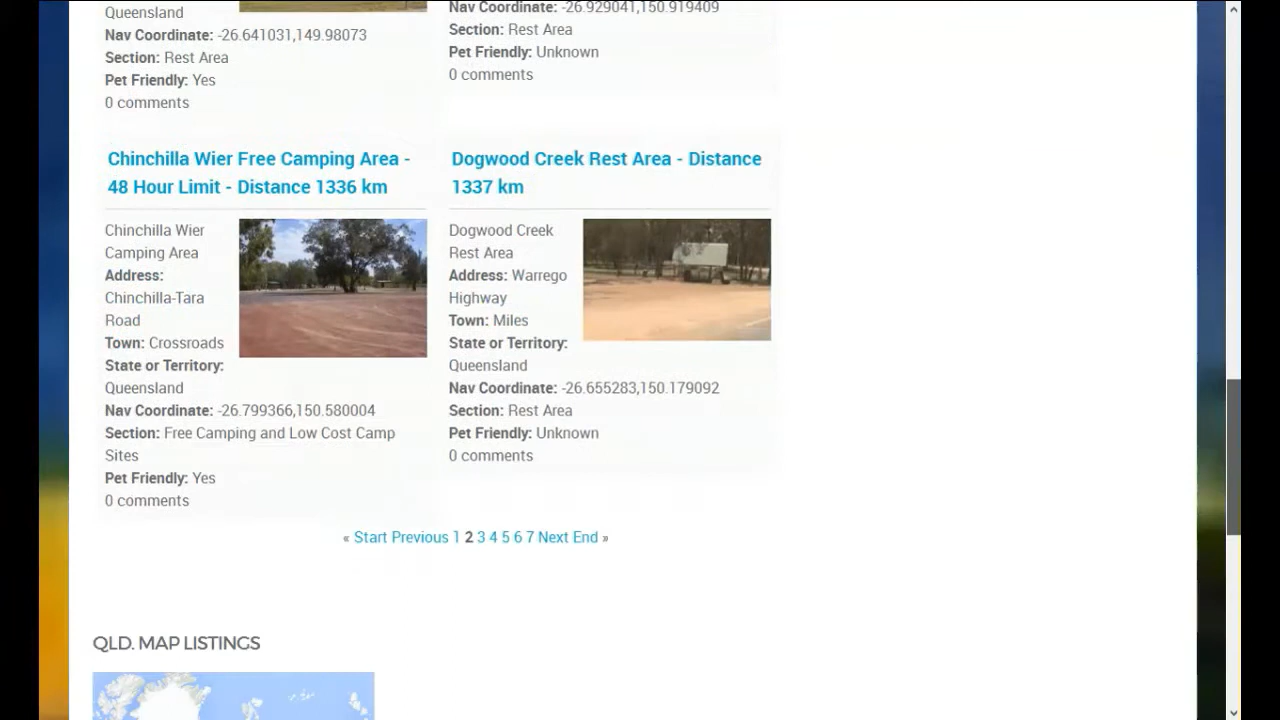 Queensland
Nav Coordinate: -26.641031,149.98073
Section: Rest Area
Pet Friendly: Yes
0 comments
Nav Coordinate: -26.929041,150.919409
Section: Rest Area
Pet Friendly: Unknown
0 comments
Chinchilla Wier Free Camping Area -
48 Hour Limit - Distance 1336 km
Chinchilla Wier
Camping Area
Address:
Chinchilla-Tara
Road
Town: Crossroads
State or Territory:
Queensland
Nav Coordinate: -26.799366,150.580004
Section: Free Camping and Low Cost Camp
Sites
Pet Friendly: Yes
0 comments
Dogwood Creek Rest Area - Distance
1337 km
Dogwood Creek
Rest Area
Address: Warrego
Highway
Town: Miles
State or Territory:
Queensland
Nav Coordinate: -26.655283,150.179092
Section: Rest Area
Pet Friendly: Unknown
0 comments
« Start Previous 1 2 3 4 5 6 7 Next End »
QLD. MAP LISTINGS